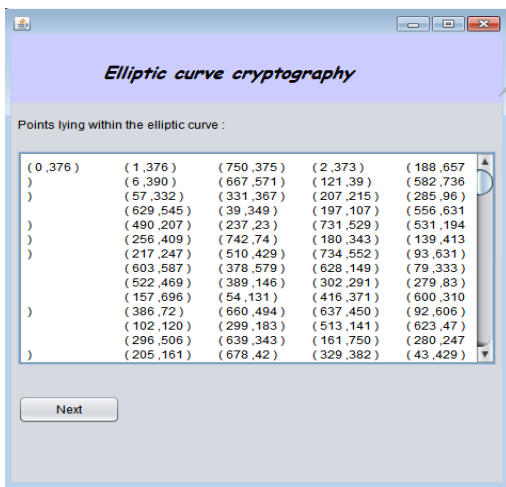 Elliptic curve cryptography
Points lying within the elliptic curve :
( 0 ,376 ) ( 1 ,376 ) ( 750 ,375 ) ( 2 ,373 ) ( 188 ,657
) ( 6 ,390 ) ( 667 ,571 ) ( 121 ,39 ) ( 582 ,736
) ( 57 ,332 ) ( 331 ,367 ) ( 207 ,215 ) ( 285 ,96 )
( 629 ,545 ) ( 39 ,349 ) ( 197 ,107 ) ( 556 ,631
) ( 490 ,207 ) ( 237 ,23 ) ( 731 ,529 ) ( 531 ,194
) ( 256 ,409 ) ( 742 ,74 ) ( 180 ,343 ) ( 139 ,413
) ( 217 ,247 ) ( 510 ,429 ) ( 734 ,552 ) ( 93 ,631 )
( 603 ,587 ) ( 378 ,579 ) ( 628 ,149 ) ( 79 ,333 )
( 522 ,469 ) ( 389 ,146 ) ( 302 ,291 ) ( 279 ,83 )
( 157 ,696 ) ( 54 ,131 ) ( 416 ,371 ) ( 600 ,310
) ( 386 ,72 ) ( 660 ,494 ) ( 637 ,450 ) ( 92 ,606 )
( 102 ,120 ) ( 299 ,183 ) ( 513 ,141 ) ( 623 ,47 )
( 296 ,506 ) ( 639 ,343 ) ( 161 ,750 ) ( 280 ,247
) ( 205 ,161 ) ( 678 ,42 ) ( 329 ,382 ) ( 43 ,429 )
Next